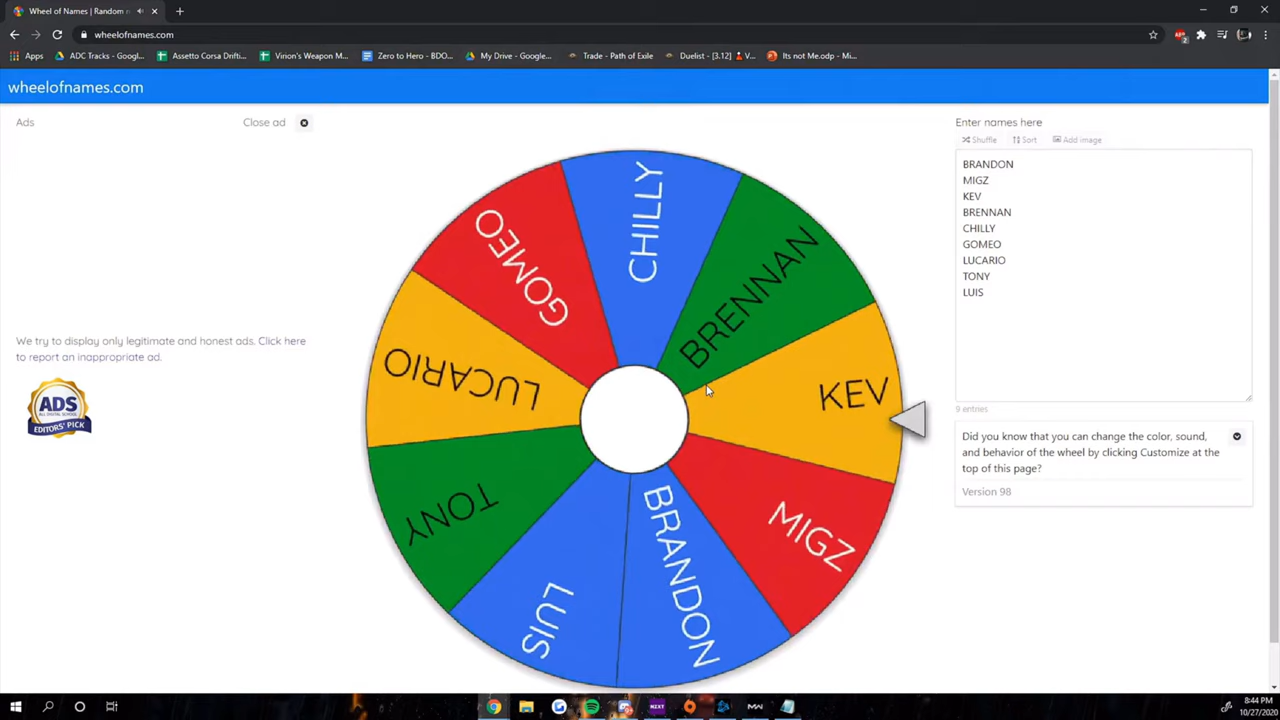 Wheel of Names | Random n
wheelofnames.com
Apps
ADC Tracks - Googl...
Assetto Corsa Drifti...
Virion's Weapon M...
Zero to Hero - BDO...
My Drive - Google...
Trade - Path of Exile
Duelist - [3.12] V...
Its not Me.odp - Mi...
wheelofnames.com
Ads
Close ad
We try to display only legitimate and honest ads. Click here
to report an inappropriate ad.
ADS
EDITORS' PICK
CHILLY
BRENNAN
KEV
MIGZ
BRANDON
LUIS
TONY
LUCARIO
GOMEO
Enter names here
Shuffle
Sort
Add image
BRANDON
MIGZ
KEV
BRENNAN
CHILLY
GOMEO
LUCARIO
TONY
LUIS
9 entries
Did you know that you can change the color, sound,
and behavior of the wheel by clicking Customize at the
top of this page?
Version 98
NZXT
8:44 PM
10/27/2020